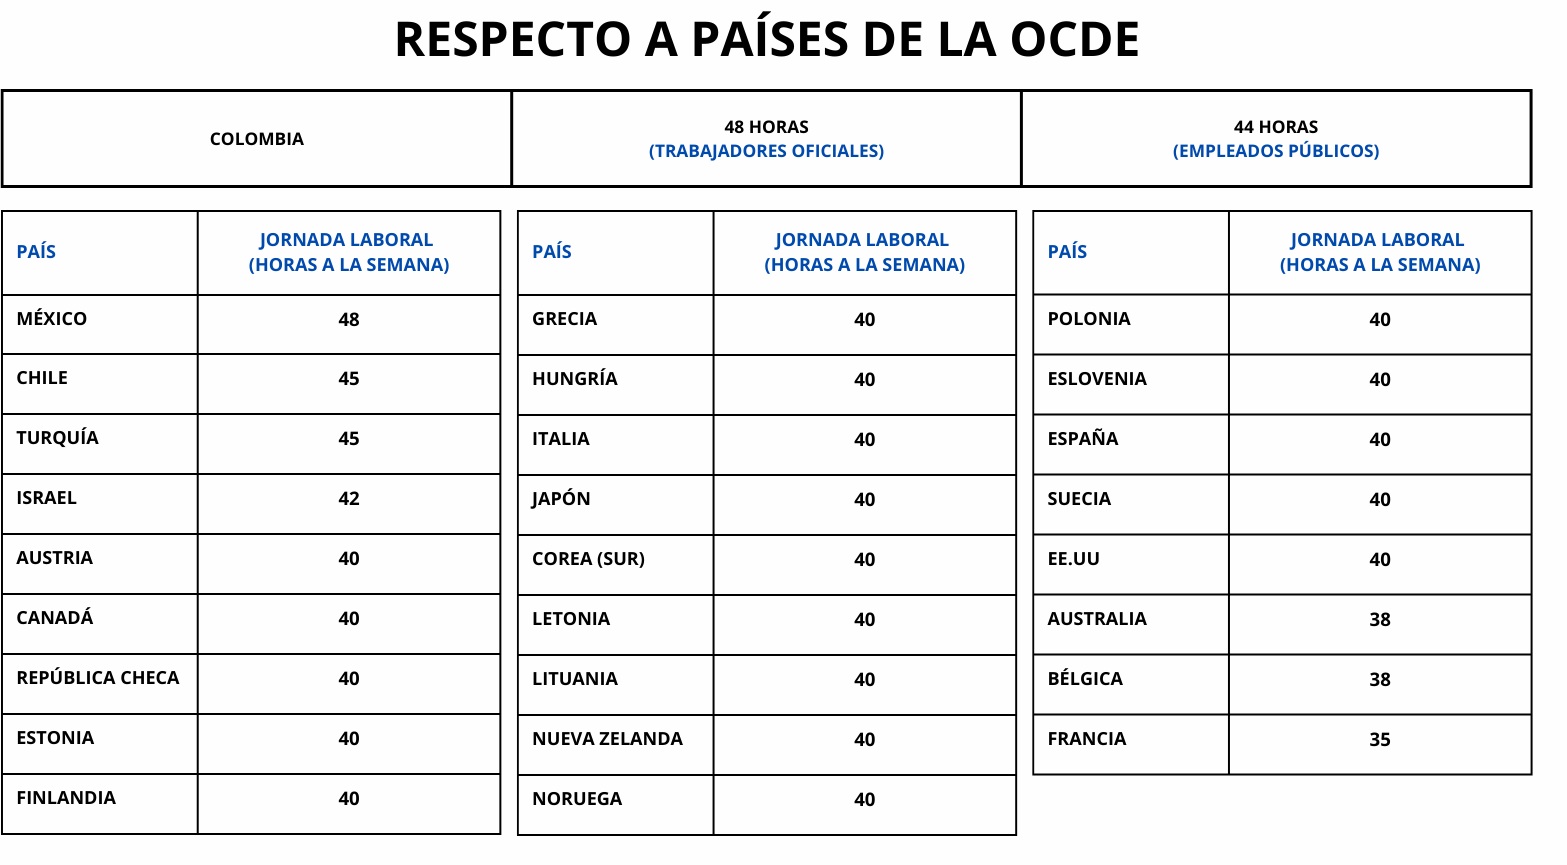 RESPECTO A PAÍSES DE LA OCDE
COLOMBIA
48 HORAS
(TRABAJADORES OFICIALES)
44 HORAS
(EMPLEADOS PÚBLICOS)
PAÍS
JORNADA LABORAL
(HORAS A LA SEMANA)
MÉXICO 48
CHILE 45
TURQUÍA 45
ISRAEL 42
AUSTRIA 40
CANADÁ 40
REPÚBLICA CHECA 40
ESTONIA 40
FINLANDIA 40
PAÍS
JORNADA LABORAL
(HORAS A LA SEMANA)
GRECIA 40
HUNGRÍA 40
ITALIA 40
JAPÓN 40
COREA (SUR) 40
LETONIA 40
LITUANIA 40
NUEVA ZELANDA 40
NORUEGA 40
PAÍS
JORNADA LABORAL
(HORAS A LA SEMANA)
POLONIA 40
ESLOVENIA 40
ESPAÑA 40
SUECIA 40
EE.UU 40
AUSTRALIA 38
BÉLGICA 38
FRANCIA 35